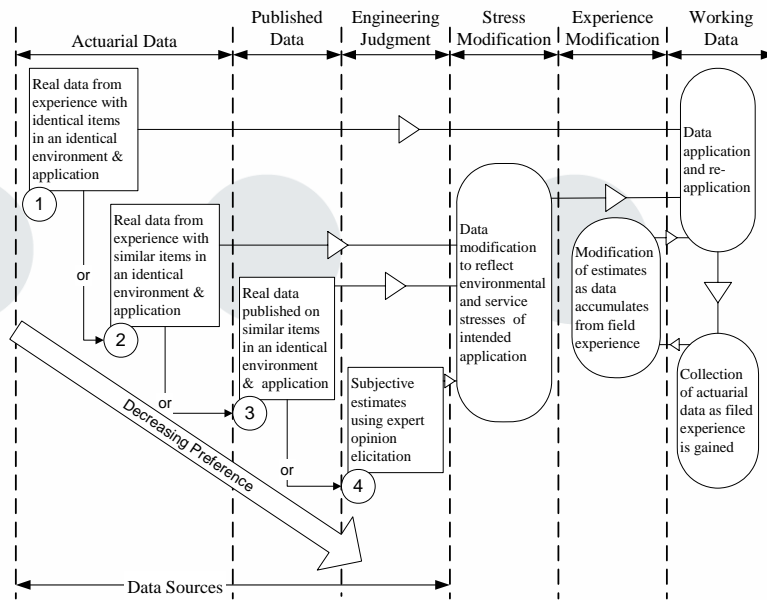 Actuarial Data
Published
Data
Engineering
Judgment
Stress
Modification
Experience
Modification
Working
Data
Real data from
experience with
identical items
in an identical
environment &
application
1
or
Real data from
experience with
similar items in
an identical
environment &
application
2
or
Real data
published on
similar items
in an identical
environment
& application
3
or
Subjective
estimates
using expert
opinion
elicitation
4
Data
modification
to reflect
environmental
and service
stresses of
intended
application
Modification
of estimates
as data
accumulates
from field
experience
Data
application
and re-
application
Collection
of actuarial
data as filed
experience
is gained
Decreasing Preference
Data Sources